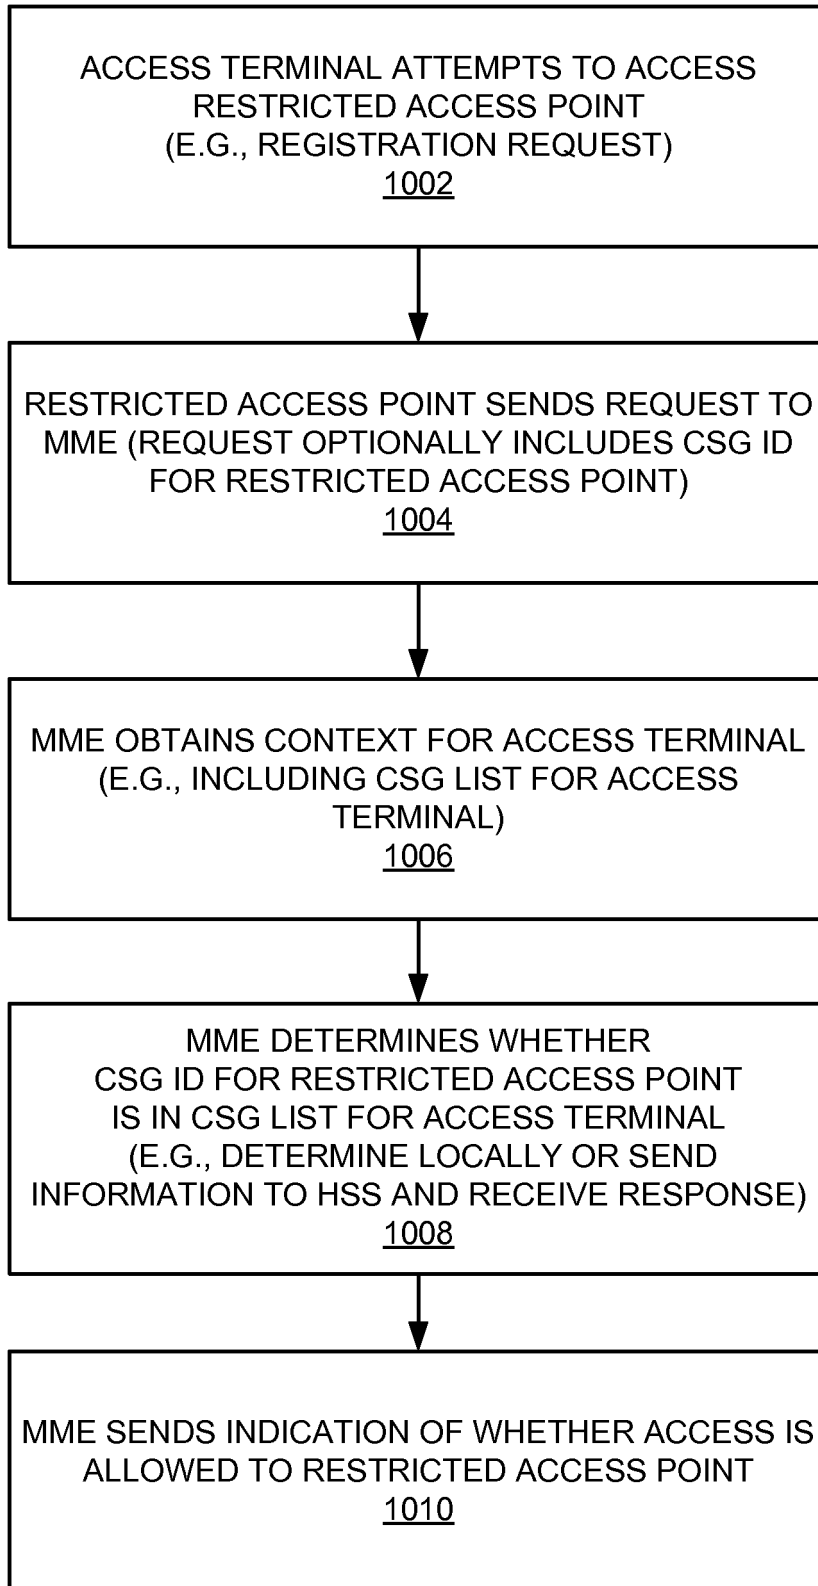 ACCESS TERMINAL ATTEMPTS TO ACCESS
RESTRICTED ACCESS POINT
(E.G., REGISTRATION REQUEST)
1002
RESTRICTED ACCESS POINT SENDS REQUEST TO
MME (REQUEST OPTIONALLY INCLUDES CSG ID
FOR RESTRICTED ACCESS POINT)
1004
MME OBTAINS CONTEXT FOR ACCESS TERMINAL
(E.G., INCLUDING CSG LIST FOR ACCESS
TERMINAL)
1006
MME DETERMINES WHETHER
CSG ID FOR RESTRICTED ACCESS POINT
IS IN CSG LIST FOR ACCESS TERMINAL
(E.G., DETERMINE LOCALLY OR SEND
INFORMATION TO HSS AND RECEIVE RESPONSE)
1008
MME SENDS INDICATION OF WHETHER ACCESS IS
ALLOWED TO RESTRICTED ACCESS POINT
1010